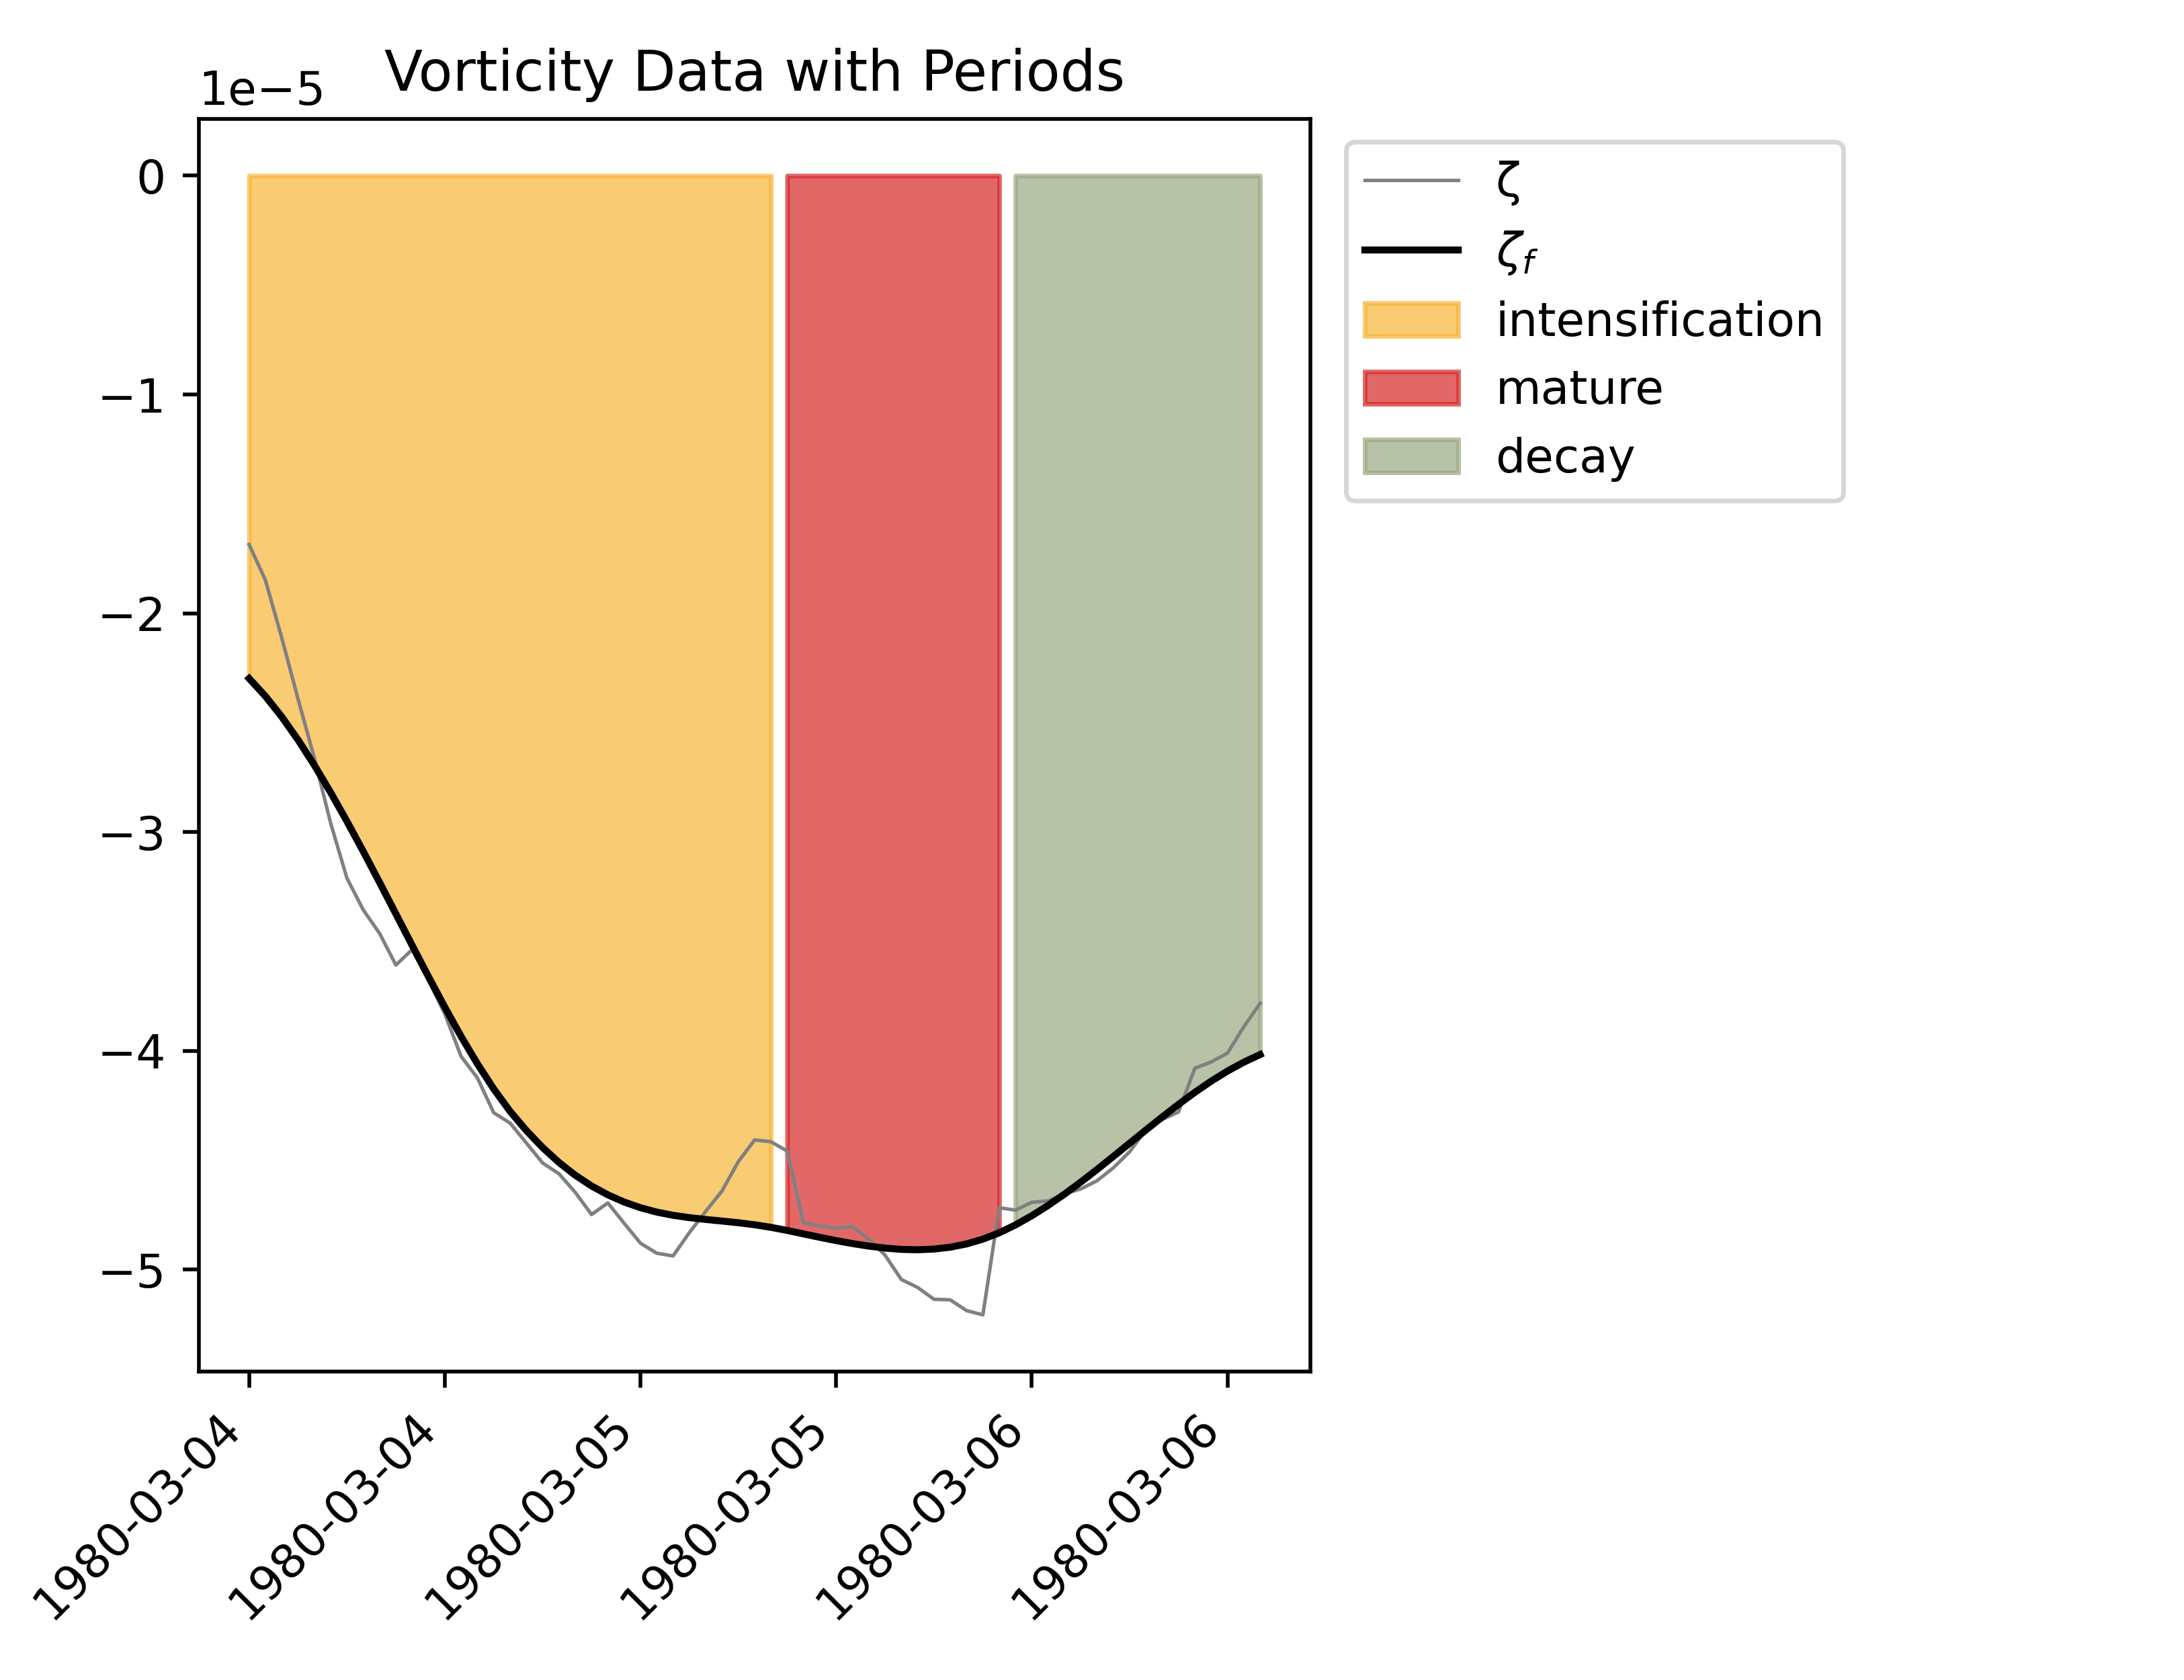 Vorticity Data with Periods
1e−5
0
−1
−2
−3
−4
−5
1980-03-04
1980-03-04
1980-03-05
1980-03-05
1980-03-06
1980-03-06
ζ
ζf
intensification
mature
decay